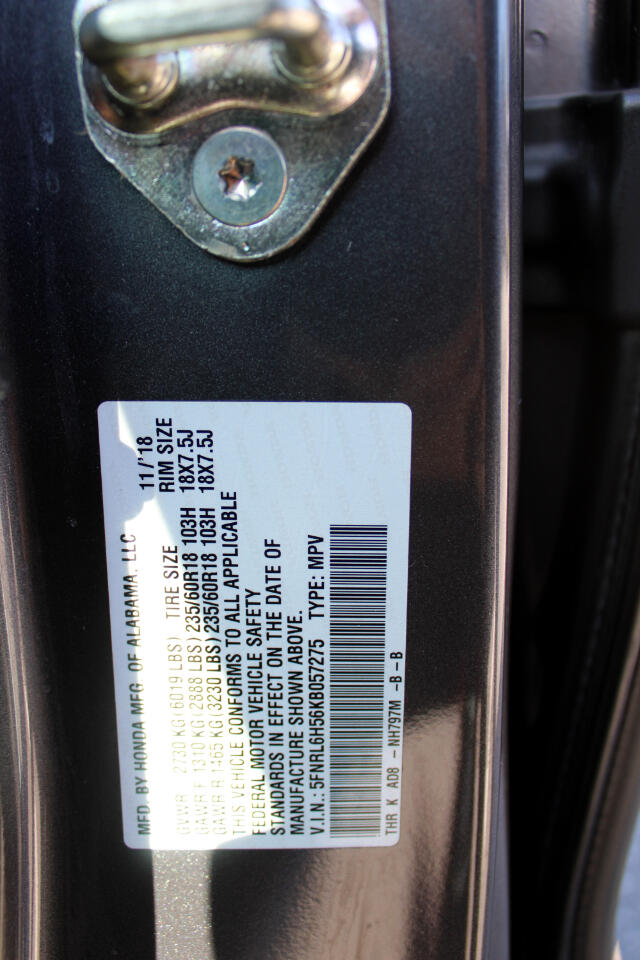 MFD. BY HONDA MFG. OF ALABAMA, LLC 11/'18
GVWR 2730 KG(6019 LBS) TIRE SIZE RIM SIZE
GAWR F 1310 KG(2888 LBS) 235/60R18 103H 18X7.5J
GAWR R 1465 KG(3230 LBS) 235/60R18 103H 18X7.5J
THIS VEHICLE CONFORMS TO ALL APPLICABLE
FEDERAL MOTOR VEHICLE SAFETY
STANDARDS IN EFFECT ON THE DATE OF
MANUFACTURE SHOWN ABOVE.
V.I.N.: 5FNRL6H56KB057275 TYPE: MPV
THR K AD8 -NH797M -B-B